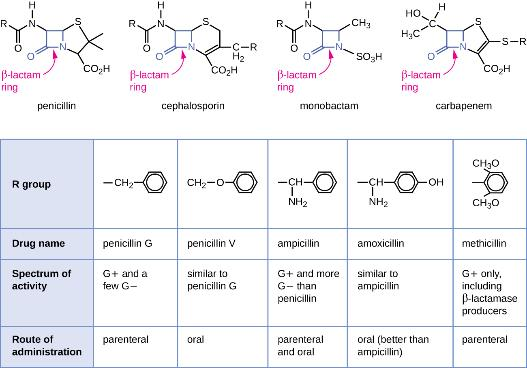 H
R N S
C
O N
O
CO₂H
β-lactam
ring
penicillin
H
R N S
C
O N R
O CH₂
CO₂H
β-lactam
ring
cephalosporin
H
R N CH₃
C
O N
O SO₃H
β-lactam
ring
monobactam
HO H
C
H₃C S
N S—R
O
CO₂H
β-lactam
ring
carbapenem
R group
—CH₂—
CH₂—O—
—CH—
NH₂
—CH— —OH
NH₂
CH₃O
CH₃O
Drug name
penicillin G
penicillin V
ampicillin
amoxicillin
methicillin
Spectrum of
activity
G+ and a
few G−
similar to
penicillin G
G+ and more
G− than
penicillin
similar to
ampicillin
G+ only,
including
β-lactamase
producers
Route of
administration
parenteral
oral
parenteral
and oral
oral (better than
ampicillin)
parenteral